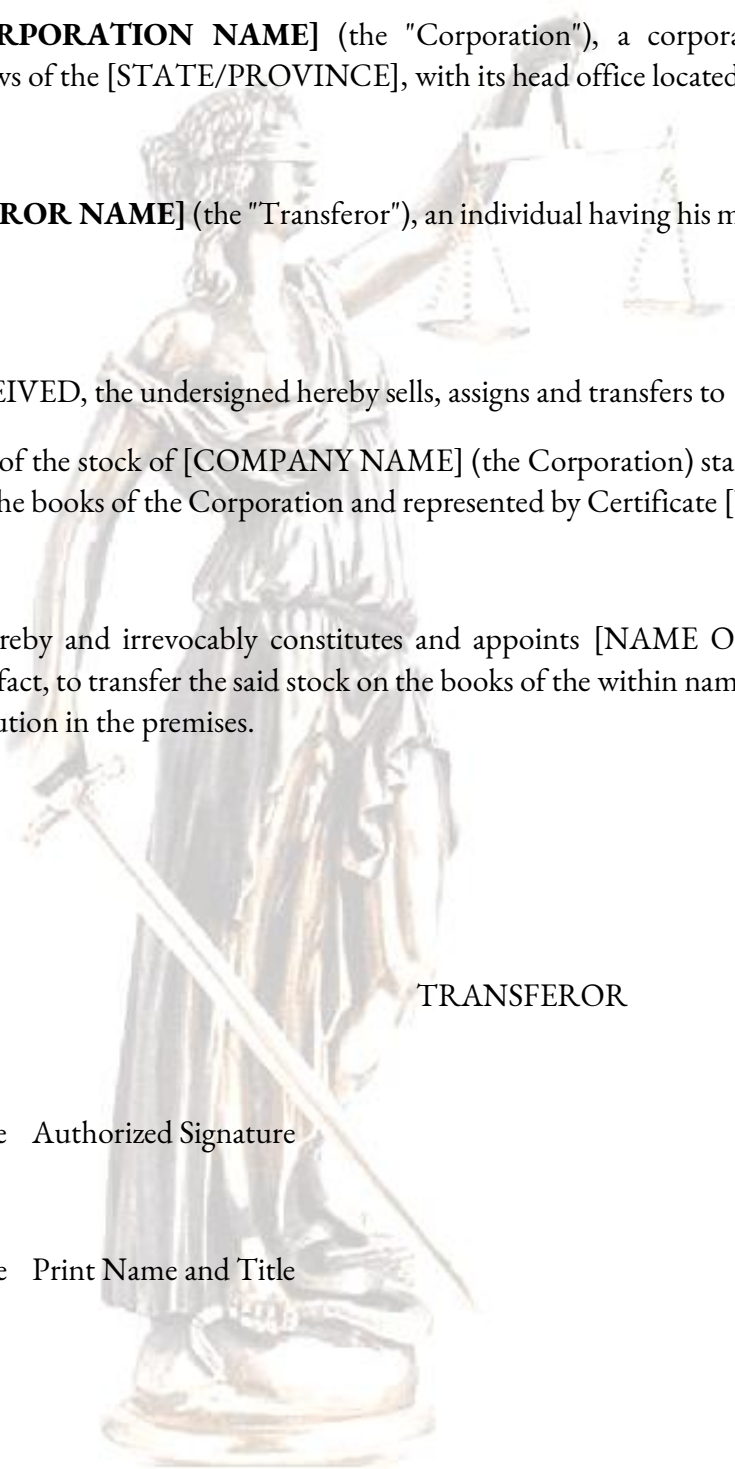 RPORATION NAME] (the "Corporation"), a corpora
ws of the [STATE/PROVINCE], with its head office located
ROR NAME] (the "Transferor"), an individual having his m
EIVED, the undersigned hereby sells, assigns and transfers to
of the stock of [COMPANY NAME] (the Corporation) sta
he books of the Corporation and represented by Certificate [
reby and irrevocably constitutes and appoints [NAME O
fact, to transfer the said stock on the books of the within nam
ution in the premises.
TRANSFEROR
e Authorized Signature
e Print Name and Title